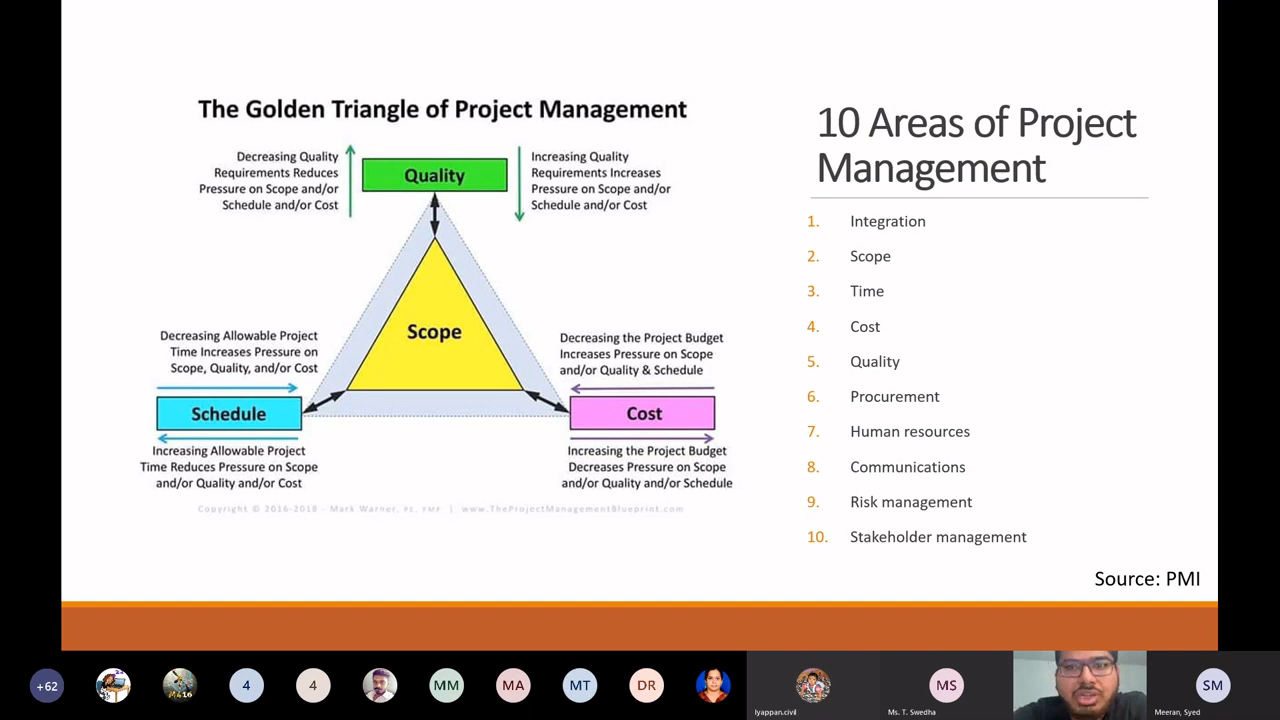 The Golden Triangle of Project Management
Decreasing Quality
Requirements Reduces
Pressure on Scope and/or
Schedule and/or Cost
Quality
Increasing Quality
Requirements Increases
Pressure on Scope and/or
Schedule and/or Cost
Scope
Decreasing Allowable Project
Time Increases Pressure on
Scope, Quality, and/or Cost
Schedule
Increasing Allowable Project
Time Reduces Pressure on Scope
and/or Quality and/or Cost
Decreasing the Project Budget
Increases Pressure on Scope
and/or Quality & Schedule
Cost
Increasing the Project Budget
Decreases Pressure on Scope
and/or Quality and/or Schedule
Copyright © 2016-2018 - Mark Warner, PE, PMP | www.TheProjectManagementBlueprint.com
10 Areas of Project
Management
1. Integration
2. Scope
3. Time
4. Cost
5. Quality
6. Procurement
7. Human resources
8. Communications
9. Risk management
10. Stakeholder management
Source: PMI
+62
M416
4
4
MM
MA
MT
DR
Iyappan.civil
MS
Ms. T. Swedha
SM
Meeran, Syed